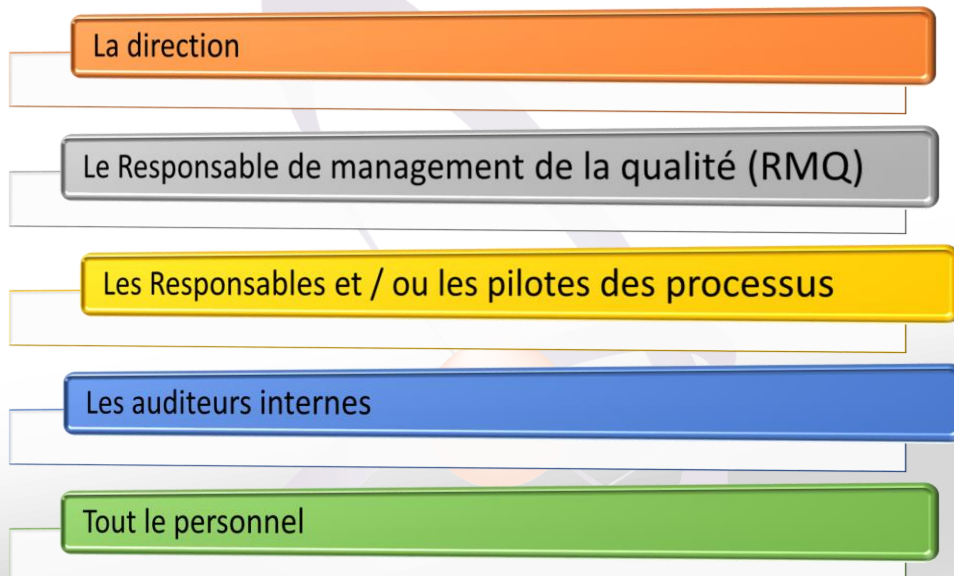 La direction
Le Responsable de management de la qualité (RMQ)
Les Responsables et / ou les pilotes des processus
Les auditeurs internes
Tout le personnel